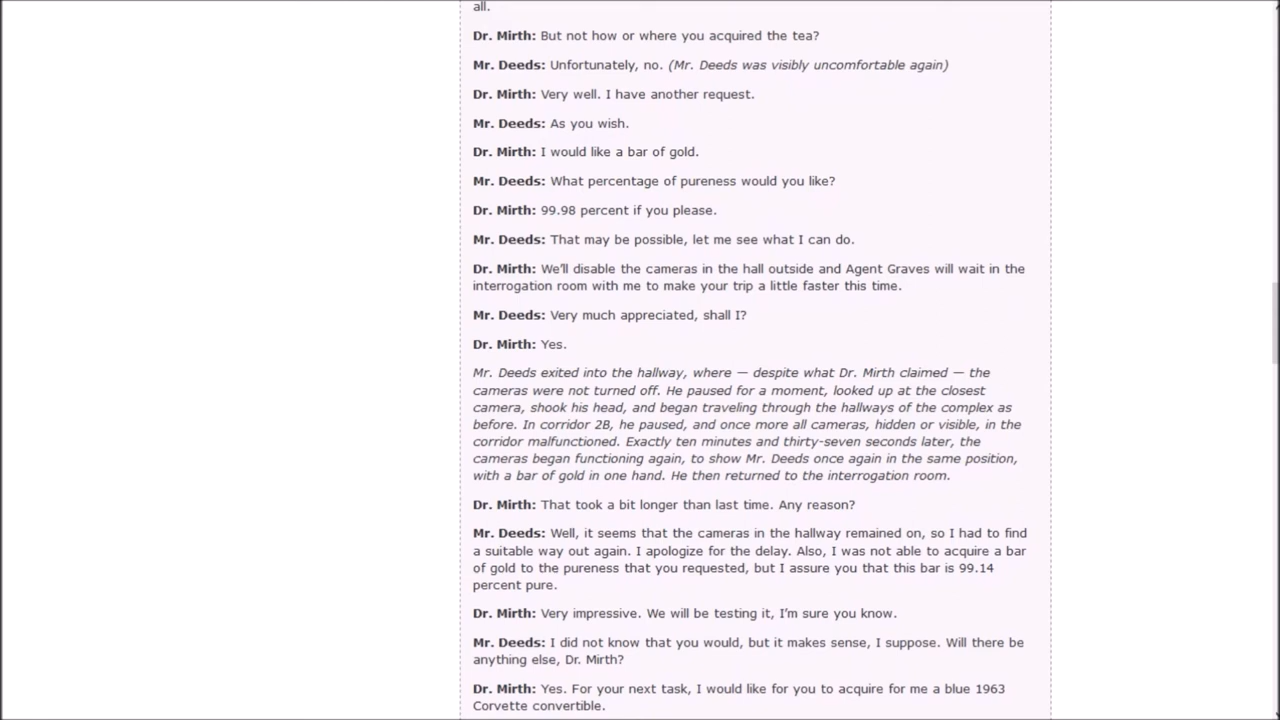 all.
Dr. Mirth: But not how or where you acquired the tea?
Mr. Deeds: Unfortunately, no. (Mr. Deeds was visibly uncomfortable again)
Dr. Mirth: Very well. I have another request.
Mr. Deeds: As you wish.
Dr. Mirth: I would like a bar of gold.
Mr. Deeds: What percentage of pureness would you like?
Dr. Mirth: 99.98 percent if you please.
Mr. Deeds: That may be possible, let me see what I can do.
Dr. Mirth: We'll disable the cameras in the hall outside and Agent Graves will wait in the
interrogation room with me to make your trip a little faster this time.
Mr. Deeds: Very much appreciated, shall I?
Dr. Mirth: Yes.
Mr. Deeds exited into the hallway, where — despite what Dr. Mirth claimed — the
cameras were not turned off. He paused for a moment, looked up at the closest
camera, shook his head, and began traveling through the hallways of the complex as
before. In corridor 2B, he paused, and once more all cameras, hidden or visible, in the
corridor malfunctioned. Exactly ten minutes and thirty-seven seconds later, the
cameras began functioning again, to show Mr. Deeds once again in the same position,
with a bar of gold in one hand. He then returned to the interrogation room.
Dr. Mirth: That took a bit longer than last time. Any reason?
Mr. Deeds: Well, it seems that the cameras in the hallway remained on, so I had to find
a suitable way out again. I apologize for the delay. Also, I was not able to acquire a bar
of gold to the pureness that you requested, but I assure you that this bar is 99.14
percent pure.
Dr. Mirth: Very impressive. We will be testing it, I'm sure you know.
Mr. Deeds: I did not know that you would, but it makes sense, I suppose. Will there be
anything else, Dr. Mirth?
Dr. Mirth: Yes. For your next task, I would like for you to acquire for me a blue 1963
Corvette convertible.